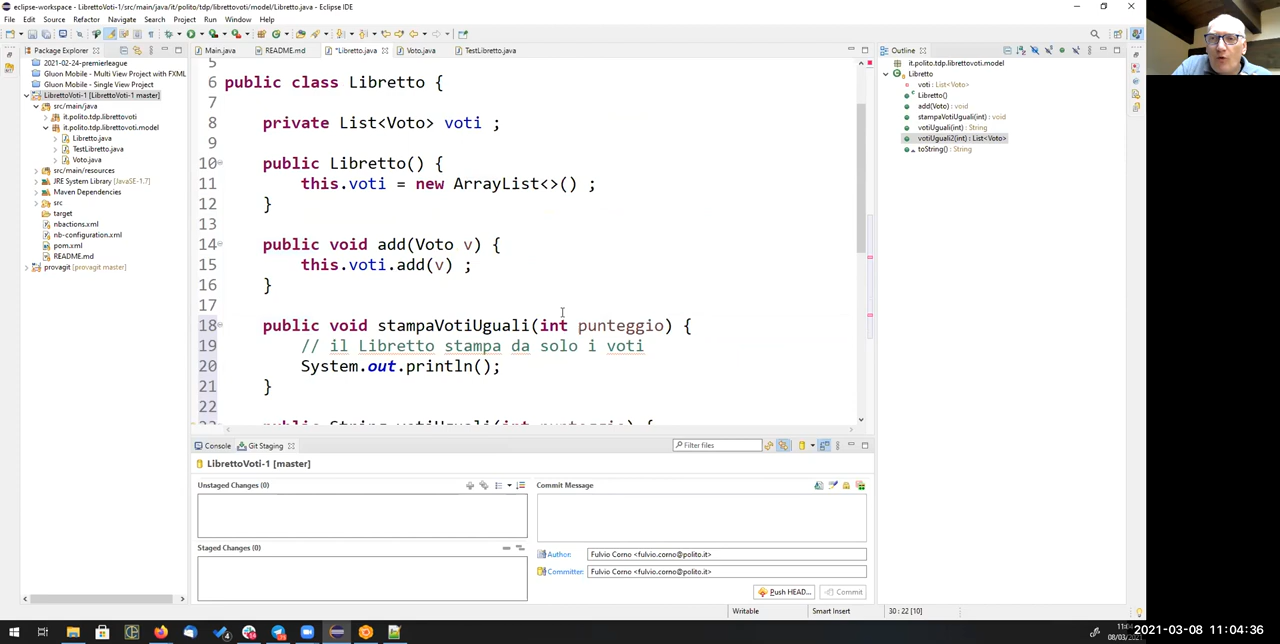 eclipse-workspace - LibrettoVoti-1/src/main/java/it/polito/tdp/librettovoti/model/Libretto.java - Eclipse IDE
File Edit Source Refactor Navigate Search Project Run Window Help
Package Explorer
Main.java README.md *Libretto.java Voto.java TestLibretto.java
Outline
2021-02-24-premierleague
Gluon Mobile - Multi View Project with FXML
Gluon Mobile - Single View Project
LibrettoVoti-1 [LibrettoVoti-1 master]
src/main/java
it.polito.tdp.librettovoti
it.polito.tdp.librettovoti.model
Libretto.java
TestLibretto.java
Voto.java
src/main/resources
JRE System Library [JavaSE-1.7]
Maven Dependencies
src
target
nbactions.xml
nb-configuration.xml
pom.xml
README.md
provagit [provagit master]
5
6 public class Libretto {
7
8 private List<Voto> voti ;
9
10 public Libretto() {
11 this.voti = new ArrayList<>() ;
12 }
13
14 public void add(Voto v) {
15 this.voti.add(v) ;
16 }
17
18 public void stampaVotiUguali(int punteggio) {
19 // il Libretto stampa da solo i voti
20 System.out.println();
21 }
22
public String votiUguali(int punteggio) {
it.polito.tdp.librettovoti.model
Libretto
voti : List<Voto>
Libretto()
add(Voto) : void
stampaVotiUguali(int) : void
votiUguali(int) : String
votiUguali2(int) : List<Voto>
toString() : String
Console Git Staging
Filter files
LibrettoVoti-1 [master]
Unstaged Changes (0)
Commit Message
Staged Changes (0)
Author: Fulvio Corno <fulvio.corno@polito.it>
Committer: Fulvio Corno <fulvio.corno@polito.it>
Push HEAD... Commit
Writable Smart Insert 30 : 22 [10]
08/03/2021
2021-03-08 11:04:36